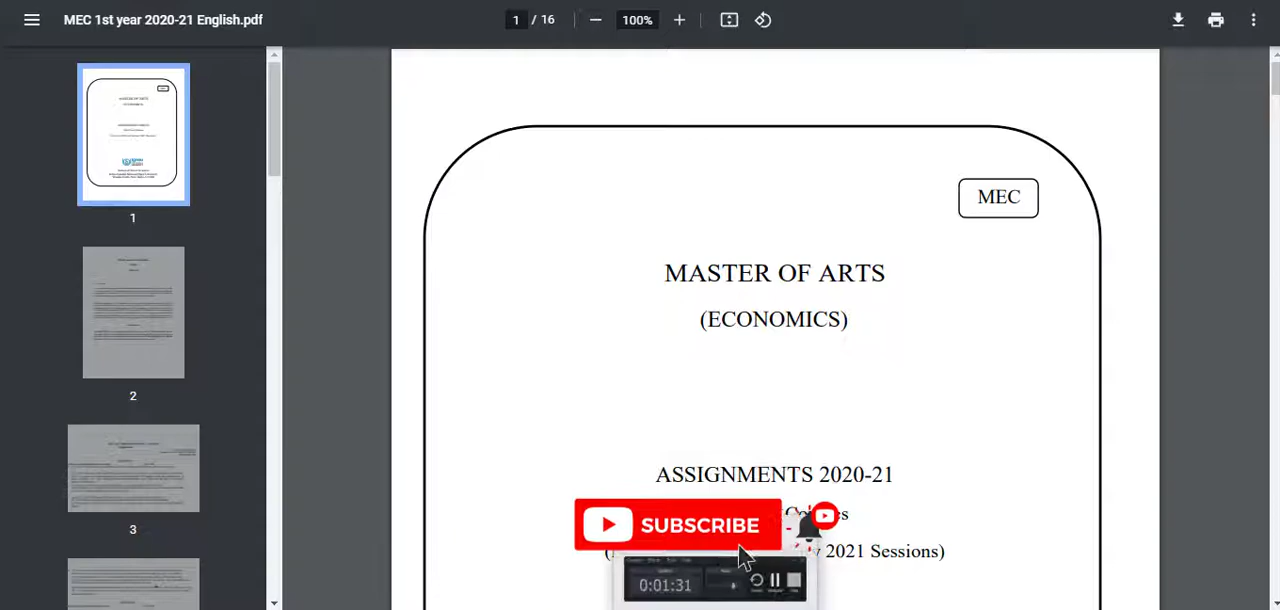 MEC 1st year 2020-21 English.pdf
1 / 16
100%
1
2
3
MEC
MASTER OF ARTS
(ECONOMICS)
ASSIGNMENTS 2020-21
SUBSCRIBE
2021 Sessions)
0:01:31